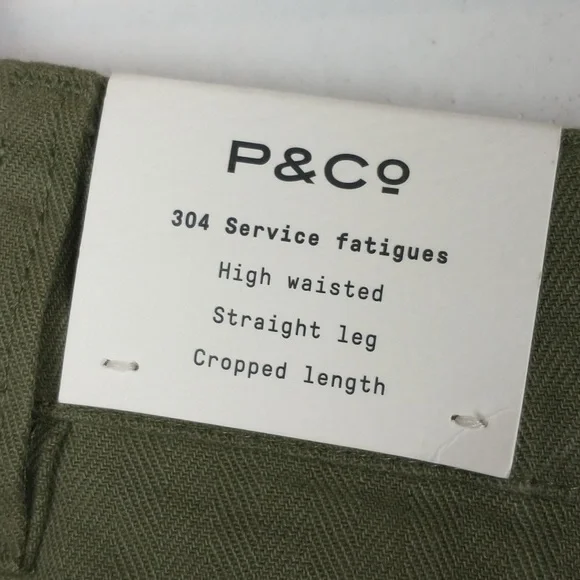 P&Co
304 Service fatigues
High waisted
Straight leg
Cropped length